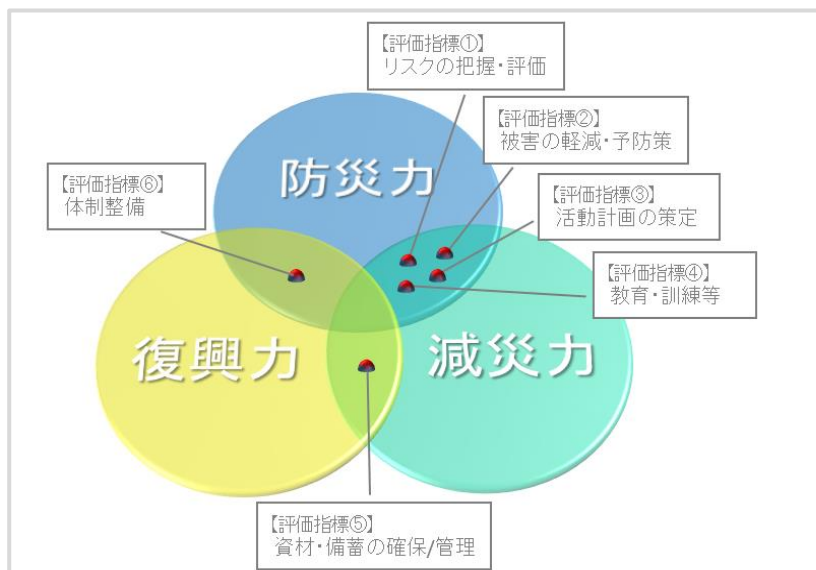 【評価指標①】
リスクの把握・評価
【評価指標②】
被害の軽減・予防策
防災力
【評価指標⑥】
体制整備
【評価指標③】
活動計画の策定
【評価指標④】
教育・訓練等
復興力
減災力
【評価指標⑤】
資材・備蓄の確保/管理